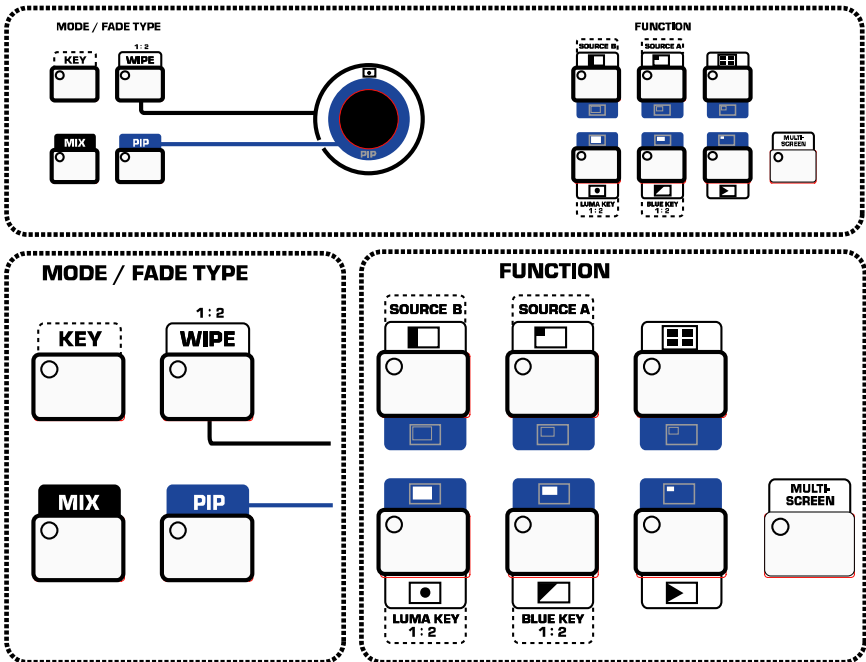 MODE / FADE TYPE
FUNCTION
1:2
SOURCE B
SOURCE A
KEY
WIPE
MIX
PIP
PIP
MULTI-
SCREEN
LUMA KEY
1:2
BLUE KEY
1:2
MODE / FADE TYPE
1:2
KEY
WIPE
MIX
PIP
FUNCTION
SOURCE B
SOURCE A
MULTI-
SCREEN
LUMA KEY
1:2
BLUE KEY
1:2